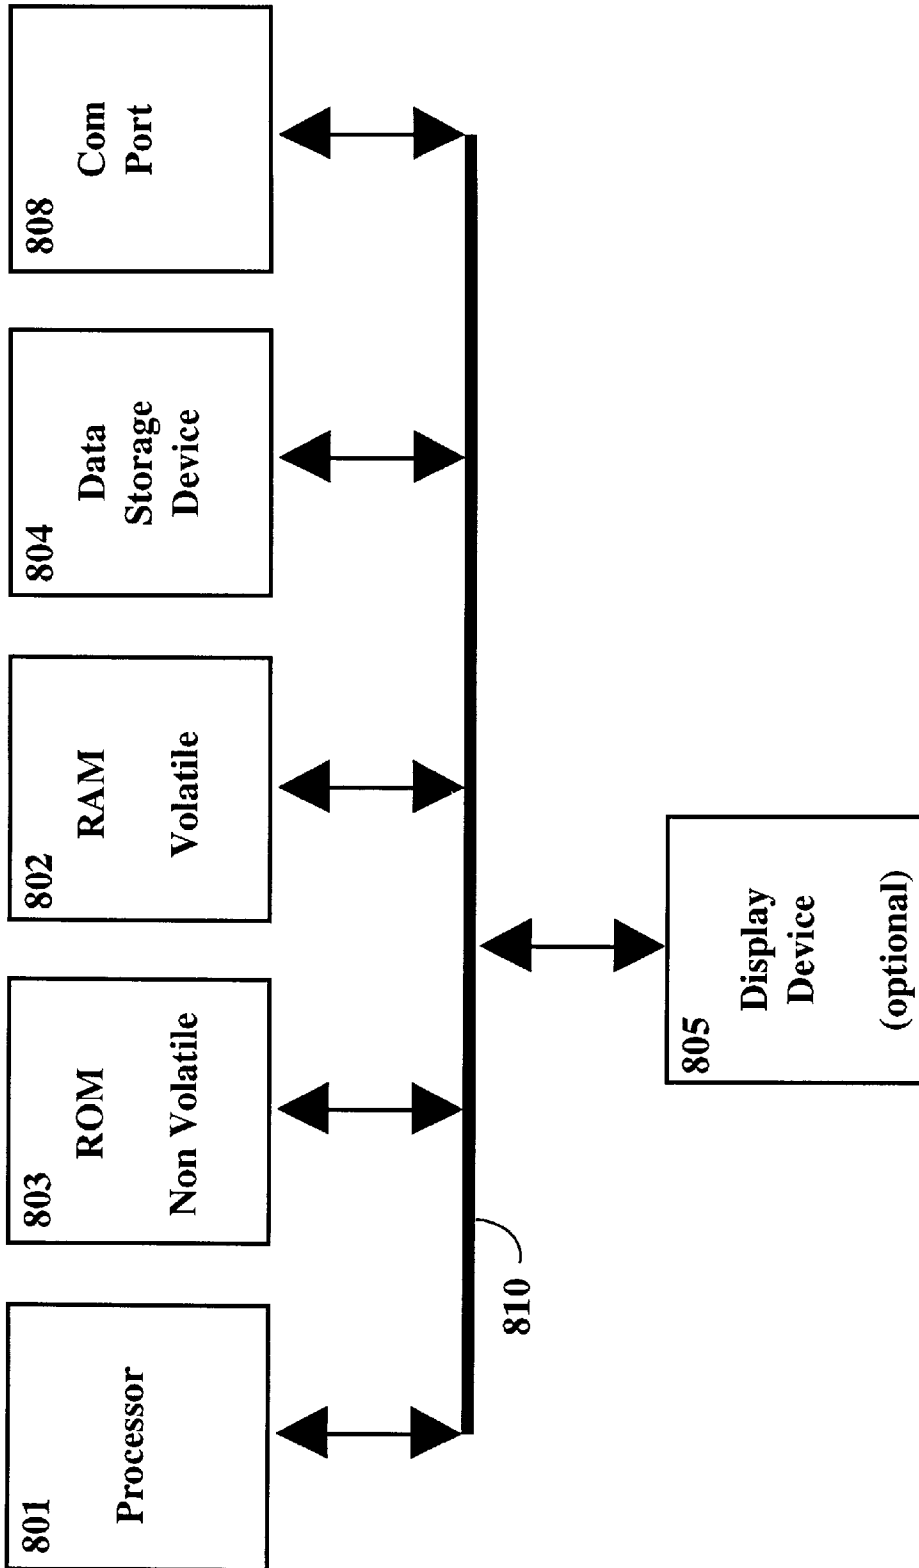 801
Processor
803
ROM
Non Volatile
802
RAM
Volatile
804
Data
Storage
Device
808
Com
Port
810
805
Display
Device
(optional)